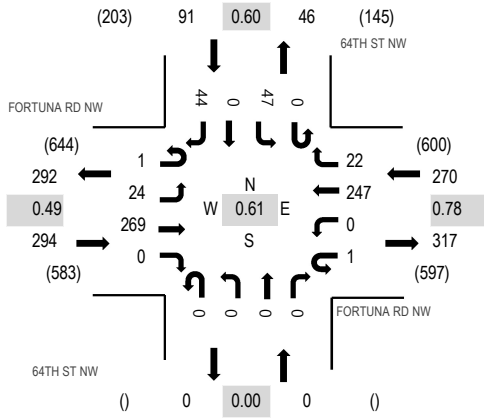 (203) 91 0.60 46 (145)
64TH ST NW
44 0 47 0
FORTUNA RD NW
(644) (600)
292 1 22 270
24 N 247
0.49 W 0.61 E 0.78
294 269 S 0 317
0 1
(583) (597)
0 0 0 0
FORTUNA RD NW
64TH ST NW
() 0 0.00 0 ()